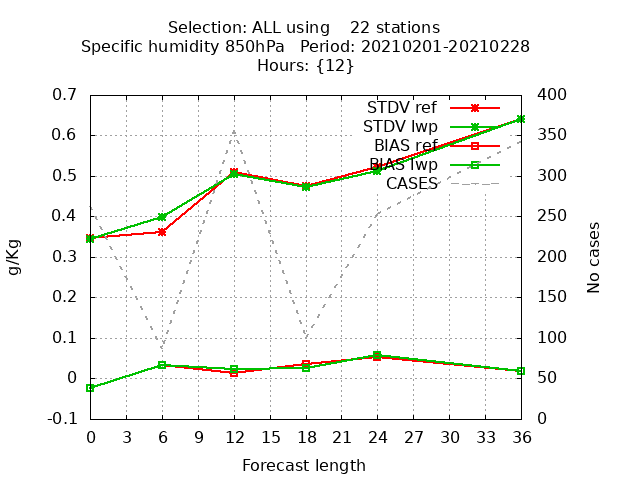 Selection: ALL using    22 stations
Specific humidity 850hPa   Period: 20210201-20210228
Hours: {12}
0.7 400
STDV ref
STDV lwp
0.6 350
BIAS ref
BIAS lwp
0.5 300
CASES
0.4 250
0.3 200
g/Kg
No cases
0.2 150
0.1 100
0 50
-0.1 0
0 3 6 9 12 15 18 21 24 27 30 33 36
Forecast length